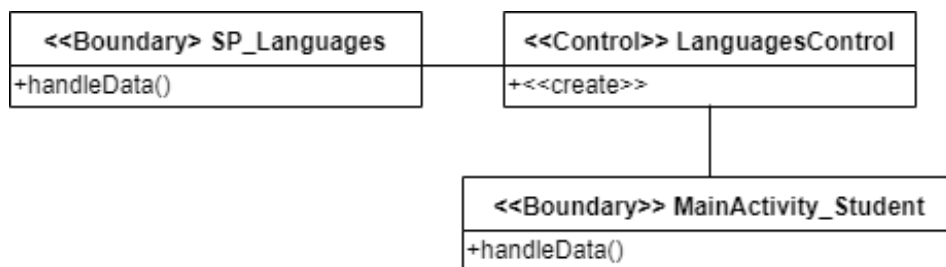 <<Boundary> SP_Languages
+handleData()
<<Control>> LanguagesControl
+<<create>>
<<Boundary>> MainActivity_Student
+handleData()